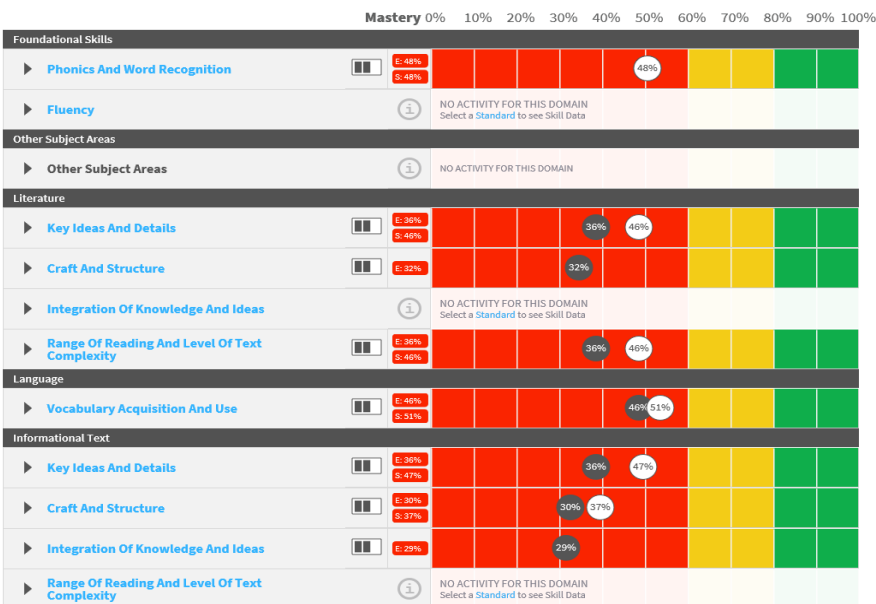 Mastery 0% 10% 20% 30% 40% 50% 60% 70% 80% 90% 100%
Foundational Skills
Phonics And Word Recognition E: 48% S: 48% 48%
Fluency i NO ACTIVITY FOR THIS DOMAIN
Select a Standard to see Skill Data
Other Subject Areas
Other Subject Areas i NO ACTIVITY FOR THIS DOMAIN
Literature
Key Ideas And Details E: 36% S: 46% 36% 46%
Craft And Structure E: 32% 32%
Integration Of Knowledge And Ideas i NO ACTIVITY FOR THIS DOMAIN
Select a Standard to see Skill Data
Range Of Reading And Level Of Text
Complexity E: 36% S: 46% 36% 46%
Language
Vocabulary Acquisition And Use E: 46% S: 51% 46% 51%
Informational Text
Key Ideas And Details E: 36% S: 47% 36% 47%
Craft And Structure E: 30% S: 37% 30% 37%
Integration Of Knowledge And Ideas E: 29% 29%
Range Of Reading And Level Of Text
Complexity i NO ACTIVITY FOR THIS DOMAIN
Select a Standard to see Skill Data